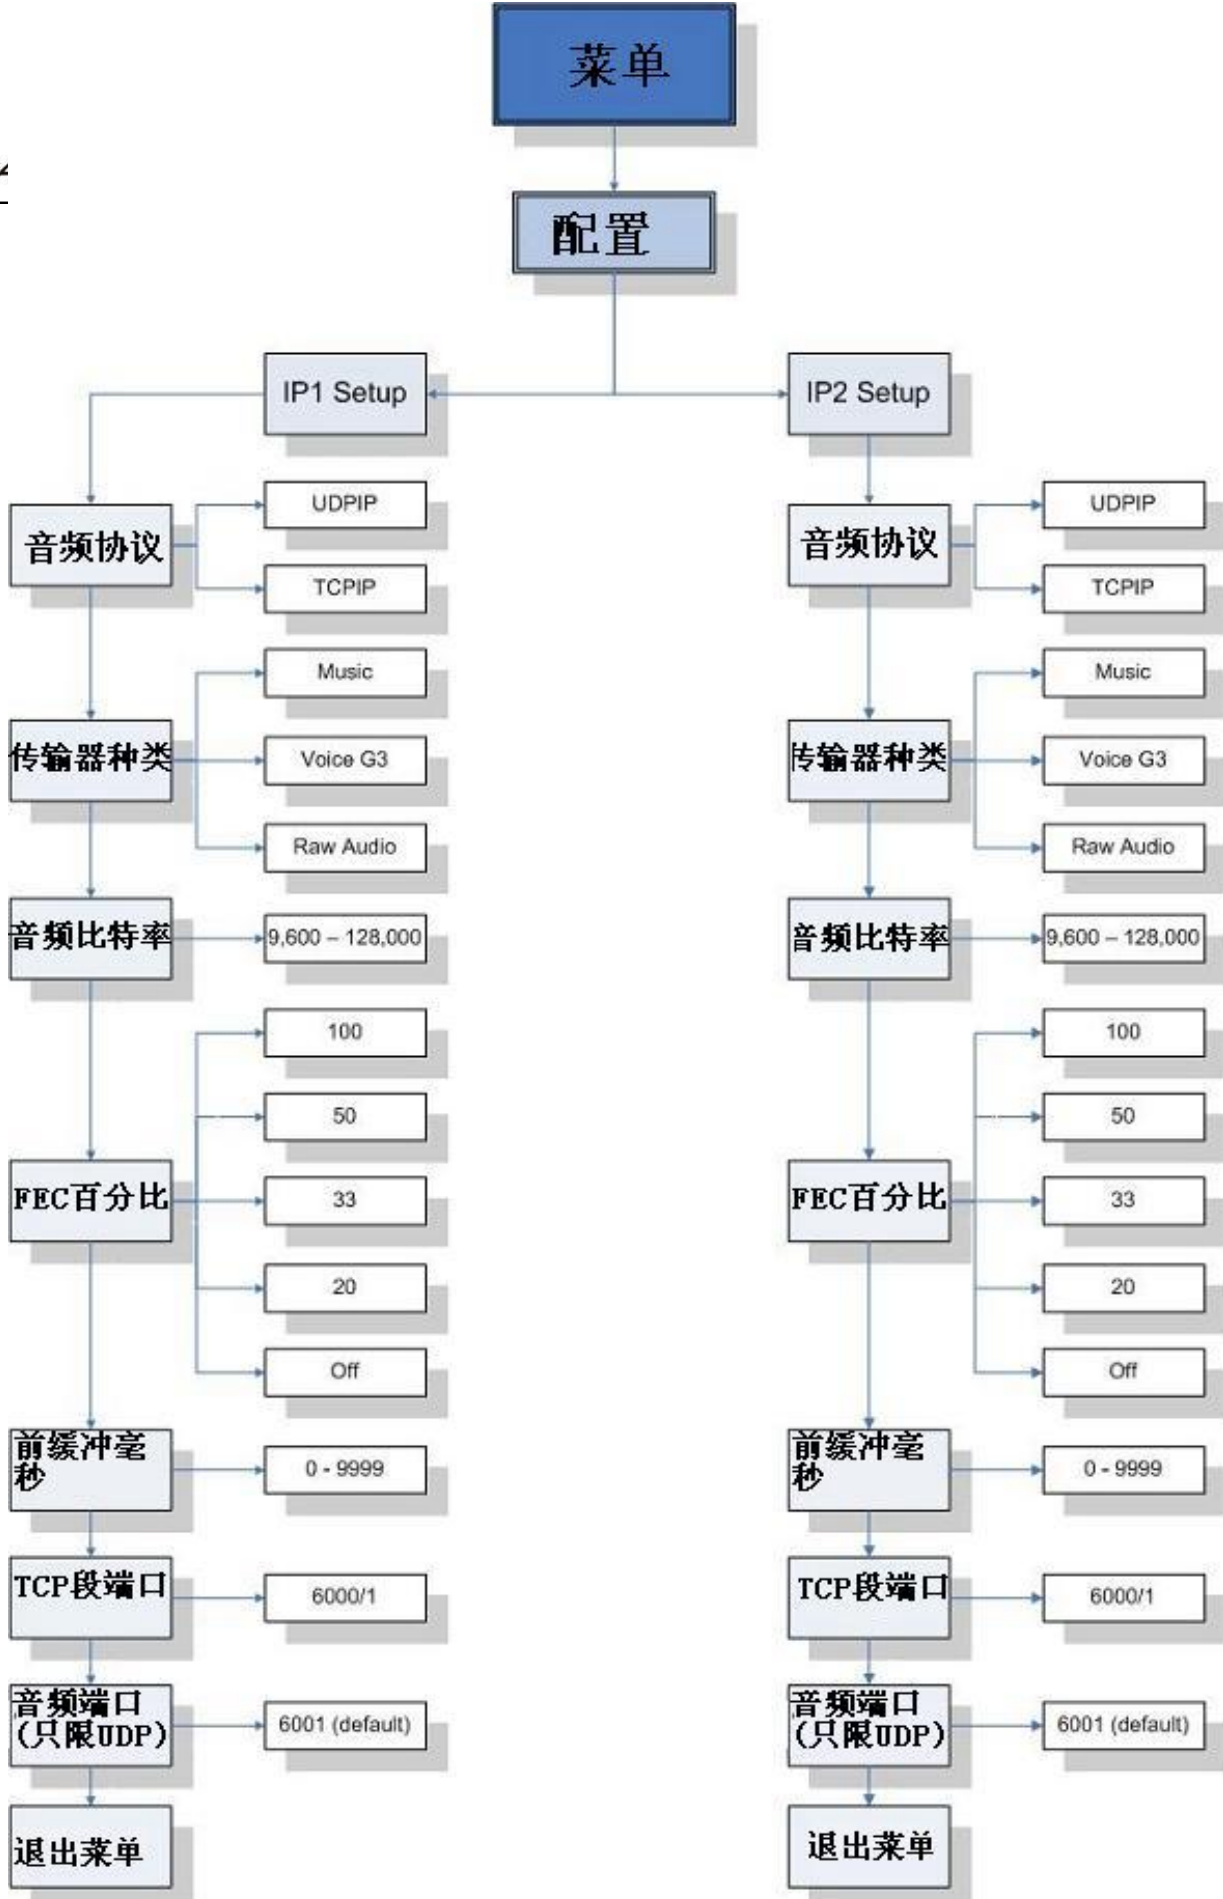 菜单
配置
IP1 Setup
音频协议
UDPIP
TCPIP
传输器种类
Music
Voice G3
Raw Audio
音频比特率
9,600 – 128,000
FEC百分比
100
50
33
20
Off
前缓冲毫
秒
0 - 9999
TCP段端口
6000/1
音频端口
(只限UDP)
6001 (default)
退出菜单
IP2 Setup
音频协议
UDPIP
TCPIP
传输器种类
Music
Voice G3
Raw Audio
音频比特率
9,600 – 128,000
FEC百分比
100
50
33
20
Off
前缓冲毫
秒
0 - 9999
TCP段端口
6000/1
音频端口
(只限UDP)
6001 (default)
退出菜单